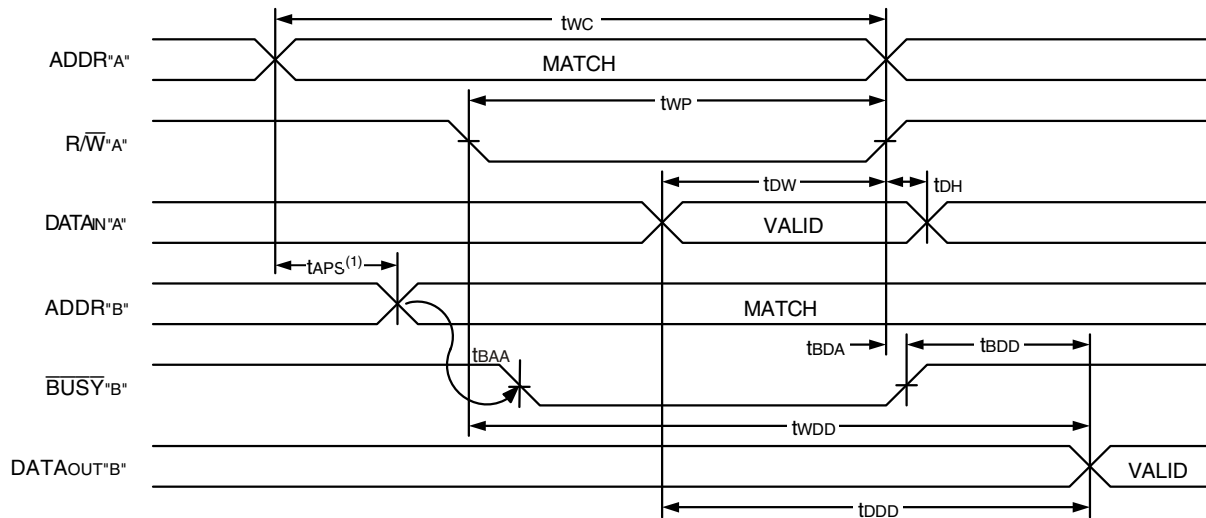 tWC
ADDR"A" MATCH
tWP
R/W̅"A"
tDW tDH
DATAIN"A" VALID
tAPS(1)
ADDR"B" MATCH
tBAA tBDA tBDD
B̅U̅S̅Y̅"B"
tWDD
DATAOUT"B" VALID
tDDD